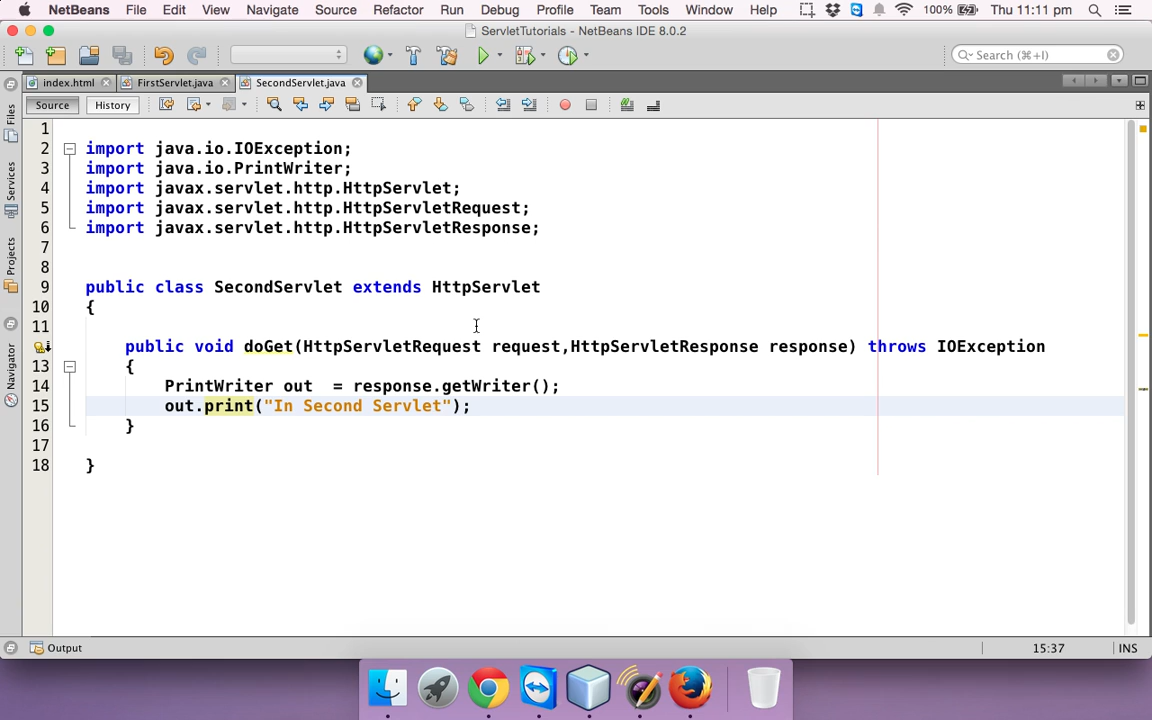 NetBeans File Edit View Navigate Source Refactor Run Debug Profile Team Tools Window Help 100% Thu 11:11 pm
ServletTutorials - NetBeans IDE 8.0.2
Search (⌘+I)
index.html FirstServlet.java SecondServlet.java
Source History
Files
Services
Projects
Navigator
1
2 import java.io.IOException;
3 import java.io.PrintWriter;
4 import javax.servlet.http.HttpServlet;
5 import javax.servlet.http.HttpServletRequest;
6 import javax.servlet.http.HttpServletResponse;
7
8
9 public class SecondServlet extends HttpServlet
10 {
11
public void doGet(HttpServletRequest request,HttpServletResponse response) throws IOException
13 {
14 PrintWriter out  = response.getWriter();
15 out.print("In Second Servlet");
16 }
17
18 }
Output 15:37 INS